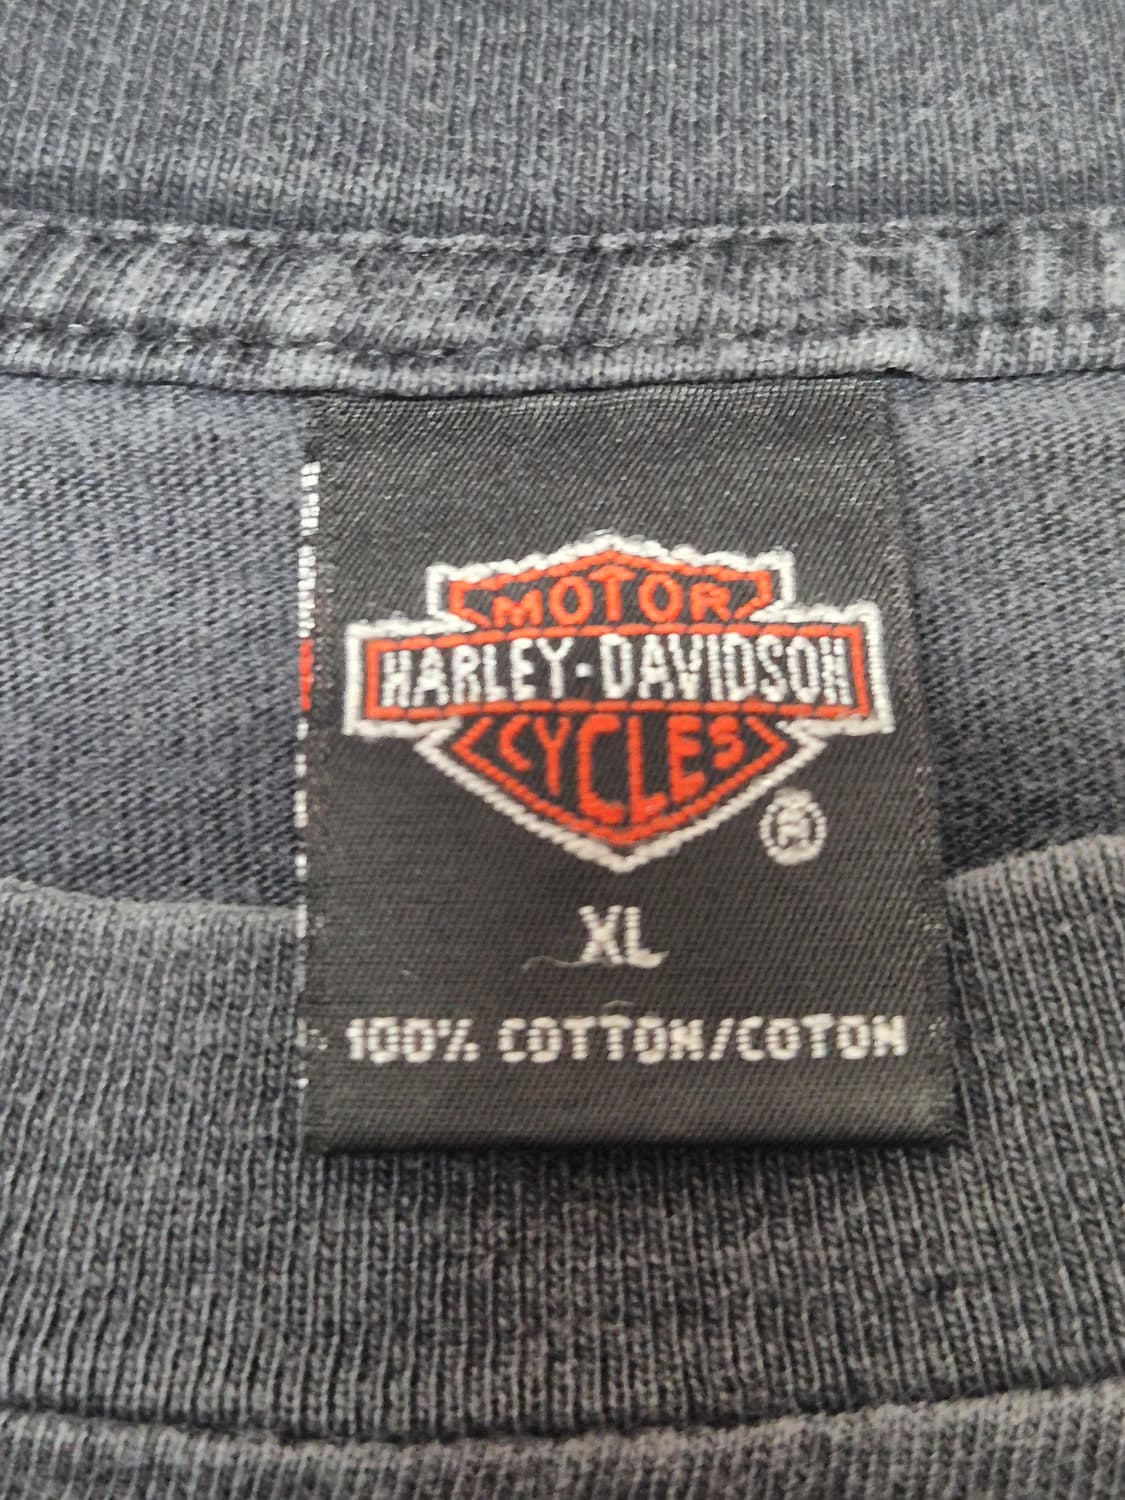 MOTOR
HARLEY-DAVIDSON
CYCLES
®
XL
100% COTTON/COTON